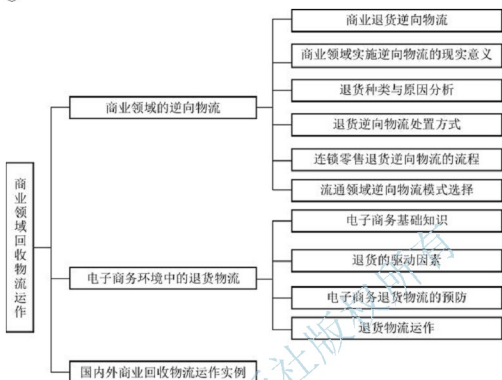 商业领域回收物流运作
商业领域的逆向物流
商业退货逆向物流
商业领域实施逆向物流的现实意义
退货种类与原因分析
退货逆向物流处置方式
连锁零售退货逆向物流的流程
流通领域逆向物流模式选择
电子商务环境中的退货物流
电子商务基础知识
退货的驱动因素
电子商务退货物流的预防
退货物流运作
国内外商业回收物流运作实例
社版权所有